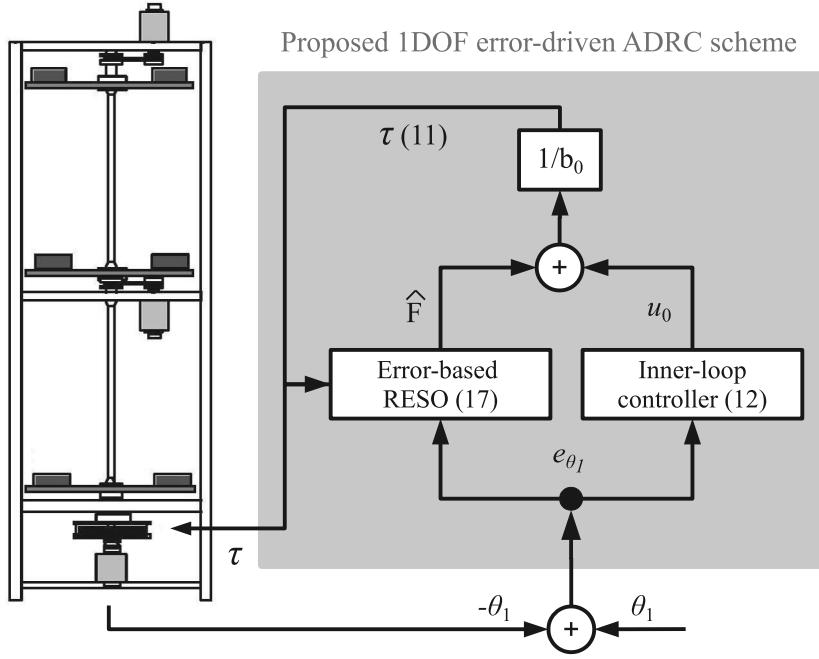 Proposed 1DOF error-driven ADRC scheme
τ (11)
1/b₀
+
F̂
u₀
Error-based
RESO (17)
Inner-loop
controller (12)
e_θ₁
τ
-θ₁
+
θ₁